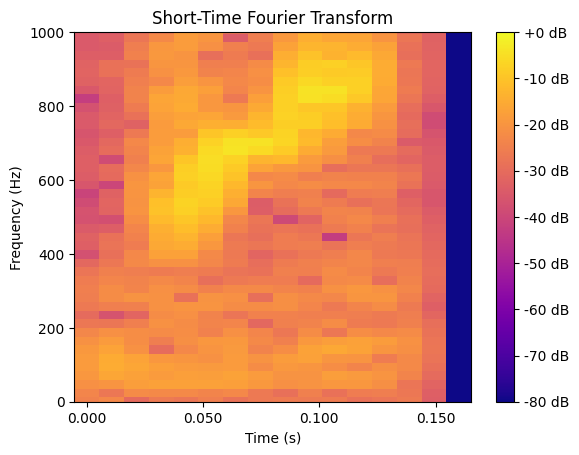 Short-Time Fourier Transform
1000
800
600
400
200
0
Frequency (Hz)
0.000
0.050
0.100
0.150
Time (s)
+0 dB
-10 dB
-20 dB
-30 dB
-40 dB
-50 dB
-60 dB
-70 dB
-80 dB